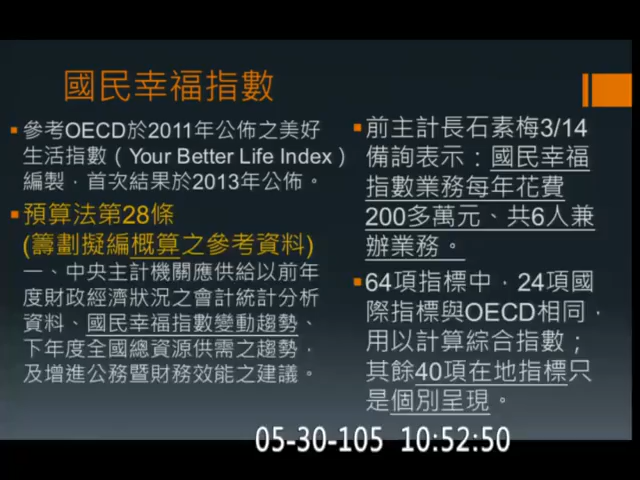 國民幸福指數
▪參考OECD於2011年公佈之美好
生活指數（Your Better Life Index）
編製，首次結果於2013年公佈。
▪預算法第28條
(籌劃擬編概算之參考資料)
一、中央主計機關應供給以前年
度財政經濟狀況之會計統計分析
資料、國民幸福指數變動趨勢、
下年度全國總資源供需之趨勢，
及增進公務暨財務效能之建議。
▪前主計長石素梅3/14
備詢表示：國民幸福
指數業務每年花費
200多萬元、共6人兼
辦業務。
▪64項指標中，24項國
際指標與OECD相同，
用以計算綜合指數；
其餘40項在地指標只
是個別呈現。
05-30-105 10:52:50